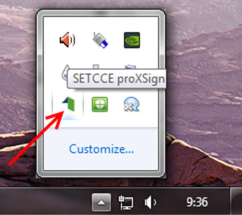 SETCCE proXSign
Customize...
9:36